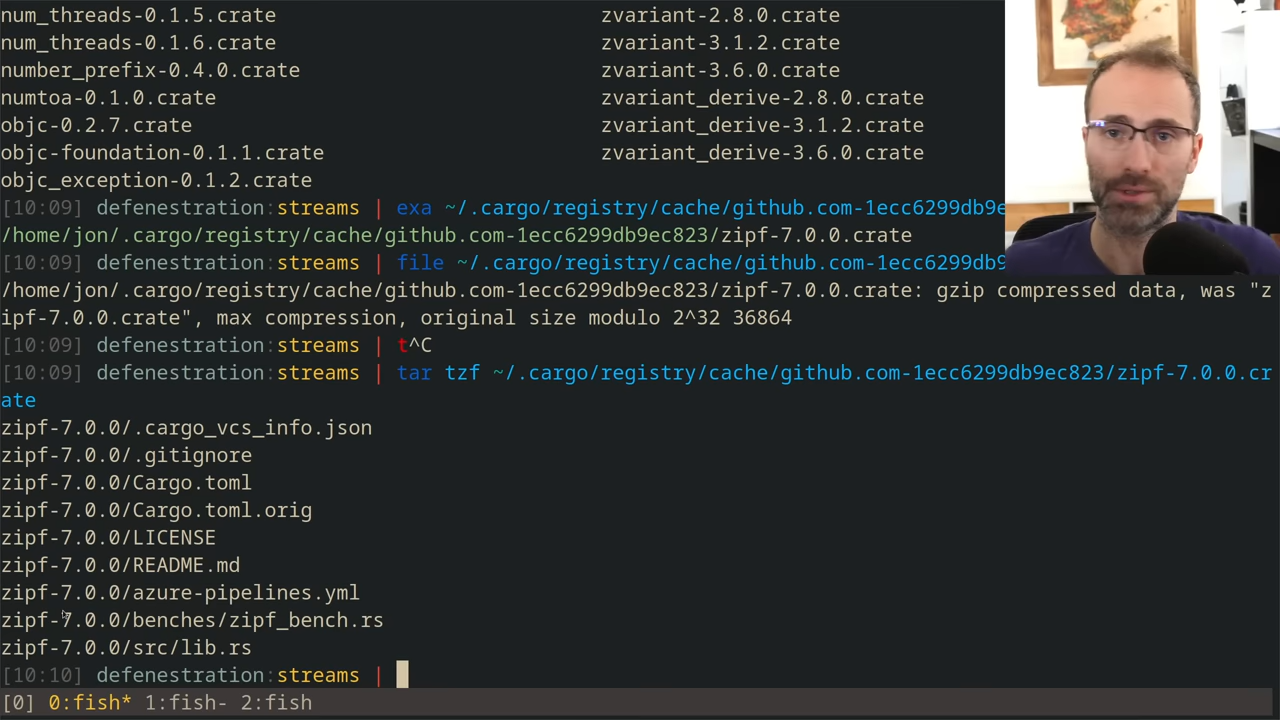 num_threads-0.1.5.crate zvariant-2.8.0.crate
num_threads-0.1.6.crate zvariant-3.1.2.crate
number_prefix-0.4.0.crate zvariant-3.6.0.crate
numtoa-0.1.0.crate zvariant_derive-2.8.0.crate
objc-0.2.7.crate zvariant_derive-3.1.2.crate
objc-foundation-0.1.1.crate zvariant_derive-3.6.0.crate
objc_exception-0.1.2.crate
[10:09] defenestration:streams | exa ~/.cargo/registry/cache/github.com-1ecc6299db9e
/home/jon/.cargo/registry/cache/github.com-1ecc6299db9ec823/zipf-7.0.0.crate
[10:09] defenestration:streams | file ~/.cargo/registry/cache/github.com-1ecc6299db9
/home/jon/.cargo/registry/cache/github.com-1ecc6299db9ec823/zipf-7.0.0.crate: gzip compressed data, was "z
ipf-7.0.0.crate", max compression, original size modulo 2^32 36864
[10:09] defenestration:streams | t^C
[10:09] defenestration:streams | tar tzf ~/.cargo/registry/cache/github.com-1ecc6299db9ec823/zipf-7.0.0.cr
ate
zipf-7.0.0/.cargo_vcs_info.json
zipf-7.0.0/.gitignore
zipf-7.0.0/Cargo.toml
zipf-7.0.0/Cargo.toml.orig
zipf-7.0.0/LICENSE
zipf-7.0.0/README.md
zipf-7.0.0/azure-pipelines.yml
zipf-7.0.0/benches/zipf_bench.rs
zipf-7.0.0/src/lib.rs
[10:10] defenestration:streams |
[0] 0:fish* 1:fish- 2:fish